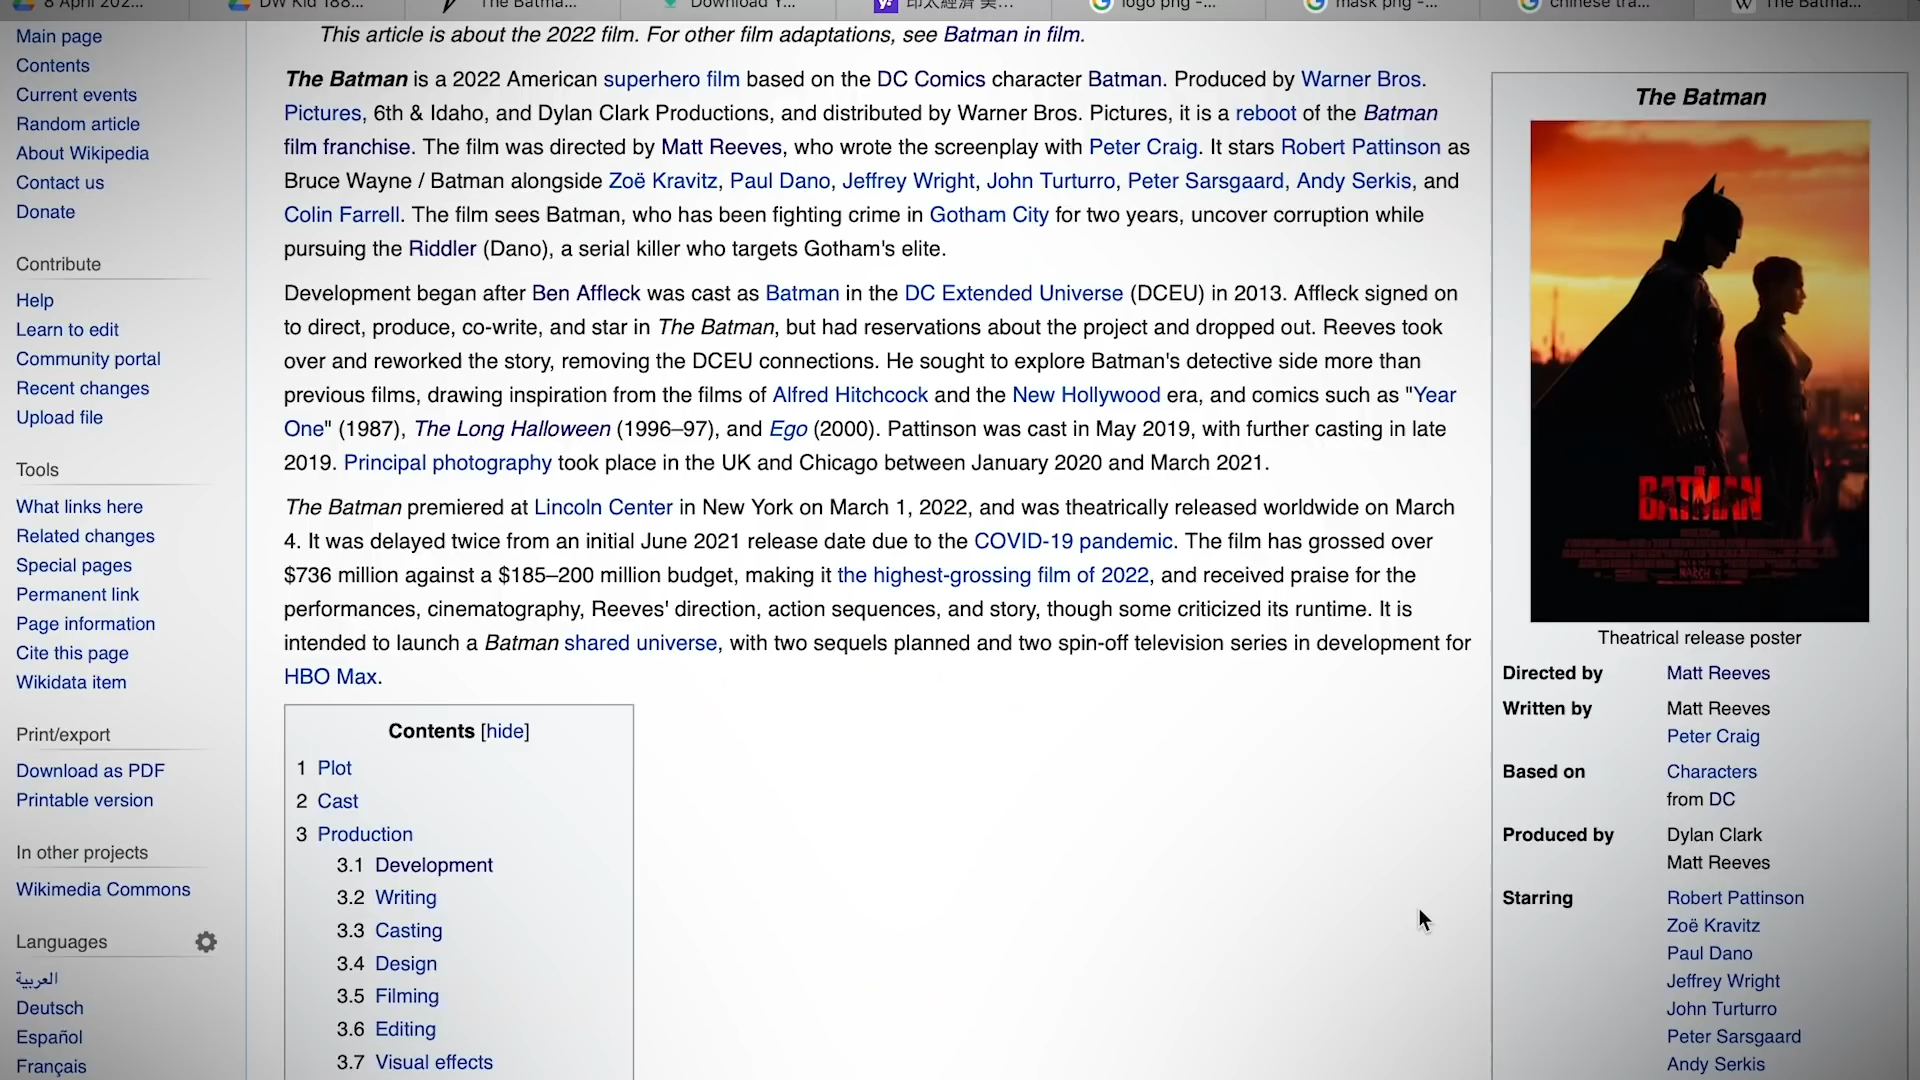 8 April 202...
DW Kid 188...
The Batma...
Download Y...
印太經濟 美...
logo png -...
mask png -...
chinese tra...
The Batma...
Main page
Contents
Current events
Random article
About Wikipedia
Contact us
Donate
Contribute
Help
Learn to edit
Community portal
Recent changes
Upload file
Tools
What links here
Related changes
Special pages
Permanent link
Page information
Cite this page
Wikidata item
Print/export
Download as PDF
Printable version
In other projects
Wikimedia Commons
Languages
العربية
Deutsch
Español
Français
This article is about the 2022 film. For other film adaptations, see Batman in film.
The Batman is a 2022 American superhero film based on the DC Comics character Batman. Produced by Warner Bros.
Pictures, 6th & Idaho, and Dylan Clark Productions, and distributed by Warner Bros. Pictures, it is a reboot of the Batman
film franchise. The film was directed by Matt Reeves, who wrote the screenplay with Peter Craig. It stars Robert Pattinson as
Bruce Wayne / Batman alongside Zoë Kravitz, Paul Dano, Jeffrey Wright, John Turturro, Peter Sarsgaard, Andy Serkis, and
Colin Farrell. The film sees Batman, who has been fighting crime in Gotham City for two years, uncover corruption while
pursuing the Riddler (Dano), a serial killer who targets Gotham's elite.
Development began after Ben Affleck was cast as Batman in the DC Extended Universe (DCEU) in 2013. Affleck signed on
to direct, produce, co-write, and star in The Batman, but had reservations about the project and dropped out. Reeves took
over and reworked the story, removing the DCEU connections. He sought to explore Batman's detective side more than
previous films, drawing inspiration from the films of Alfred Hitchcock and the New Hollywood era, and comics such as "Year
One" (1987), The Long Halloween (1996–97), and Ego (2000). Pattinson was cast in May 2019, with further casting in late
2019. Principal photography took place in the UK and Chicago between January 2020 and March 2021.
The Batman premiered at Lincoln Center in New York on March 1, 2022, and was theatrically released worldwide on March
4. It was delayed twice from an initial June 2021 release date due to the COVID-19 pandemic. The film has grossed over
$736 million against a $185–200 million budget, making it the highest-grossing film of 2022, and received praise for the
performances, cinematography, Reeves' direction, action sequences, and story, though some criticized its runtime. It is
intended to launch a Batman shared universe, with two sequels planned and two spin-off television series in development for
HBO Max.
Contents [hide]
1 Plot
2 Cast
3 Production
3.1 Development
3.2 Writing
3.3 Casting
3.4 Design
3.5 Filming
3.6 Editing
3.7 Visual effects
The Batman
THE
BATMAN
MARCH 4
Theatrical release poster
Directed by Matt Reeves
Written by Matt Reeves
Peter Craig
Based on Characters
from DC
Produced by Dylan Clark
Matt Reeves
Starring Robert Pattinson
Zoë Kravitz
Paul Dano
Jeffrey Wright
John Turturro
Peter Sarsgaard
Andy Serkis